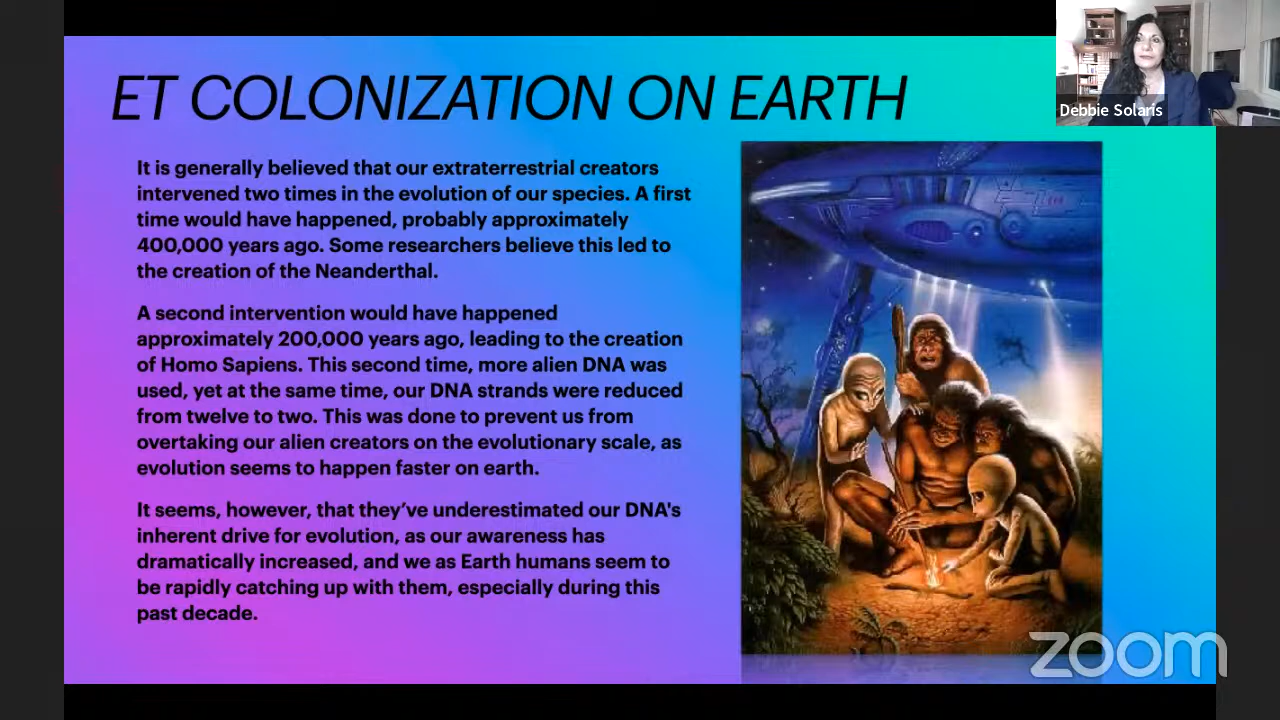 ET COLONIZATION ON EARTH
Debbie Solaris
It is generally believed that our extraterrestrial creators
intervened two times in the evolution of our species. A first
time would have happened, probably approximately
400,000 years ago. Some researchers believe this led to
the creation of the Neanderthal.
A second intervention would have happened
approximately 200,000 years ago, leading to the creation
of Homo Sapiens. This second time, more alien DNA was
used, yet at the same time, our DNA strands were reduced
from twelve to two. This was done to prevent us from
overtaking our alien creators on the evolutionary scale, as
evolution seems to happen faster on earth.
It seems, however, that they’ve underestimated our DNA's
inherent drive for evolution, as our awareness has
dramatically increased, and we as Earth humans seem to
be rapidly catching up with them, especially during this
past decade.
zoom